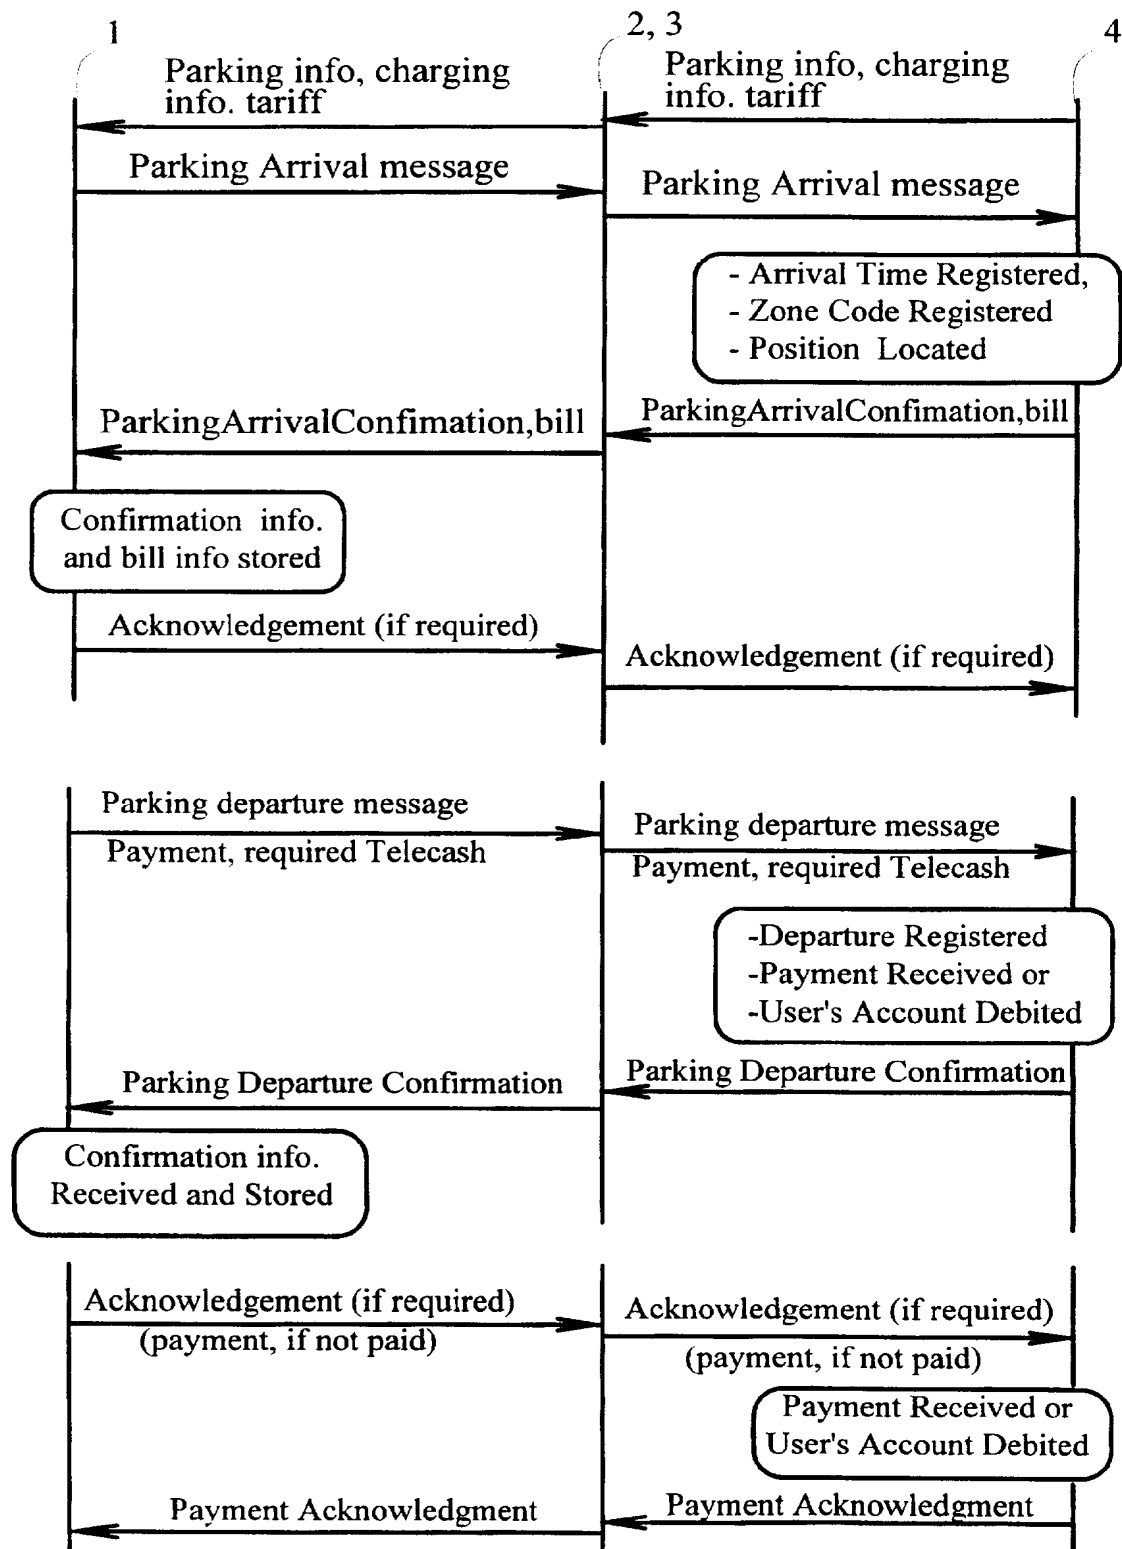 1
2, 3
4
Parking info, charging
info. tariff
Parking info, charging
info. tariff
Parking Arrival message
Parking Arrival message
- Arrival Time Registered,
- Zone Code Registered
- Position Located
ParkingArrivalConfimation,bill
ParkingArrivalConfimation,bill
Confirmation info.
and bill info stored
Acknowledgement (if required)
Acknowledgement (if required)
Parking departure message
Payment, required Telecash
Parking departure message
Payment, required Telecash
-Departure Registered
-Payment Received or
-User's Account Debited
Parking Departure Confirmation
Parking Departure Confirmation
Confirmation info.
Received and Stored
Acknowledgement (if required)
(payment, if not paid)
Acknowledgement (if required)
(payment, if not paid)
Payment Received or
User's Account Debited
Payment Acknowledgment
Payment Acknowledgment